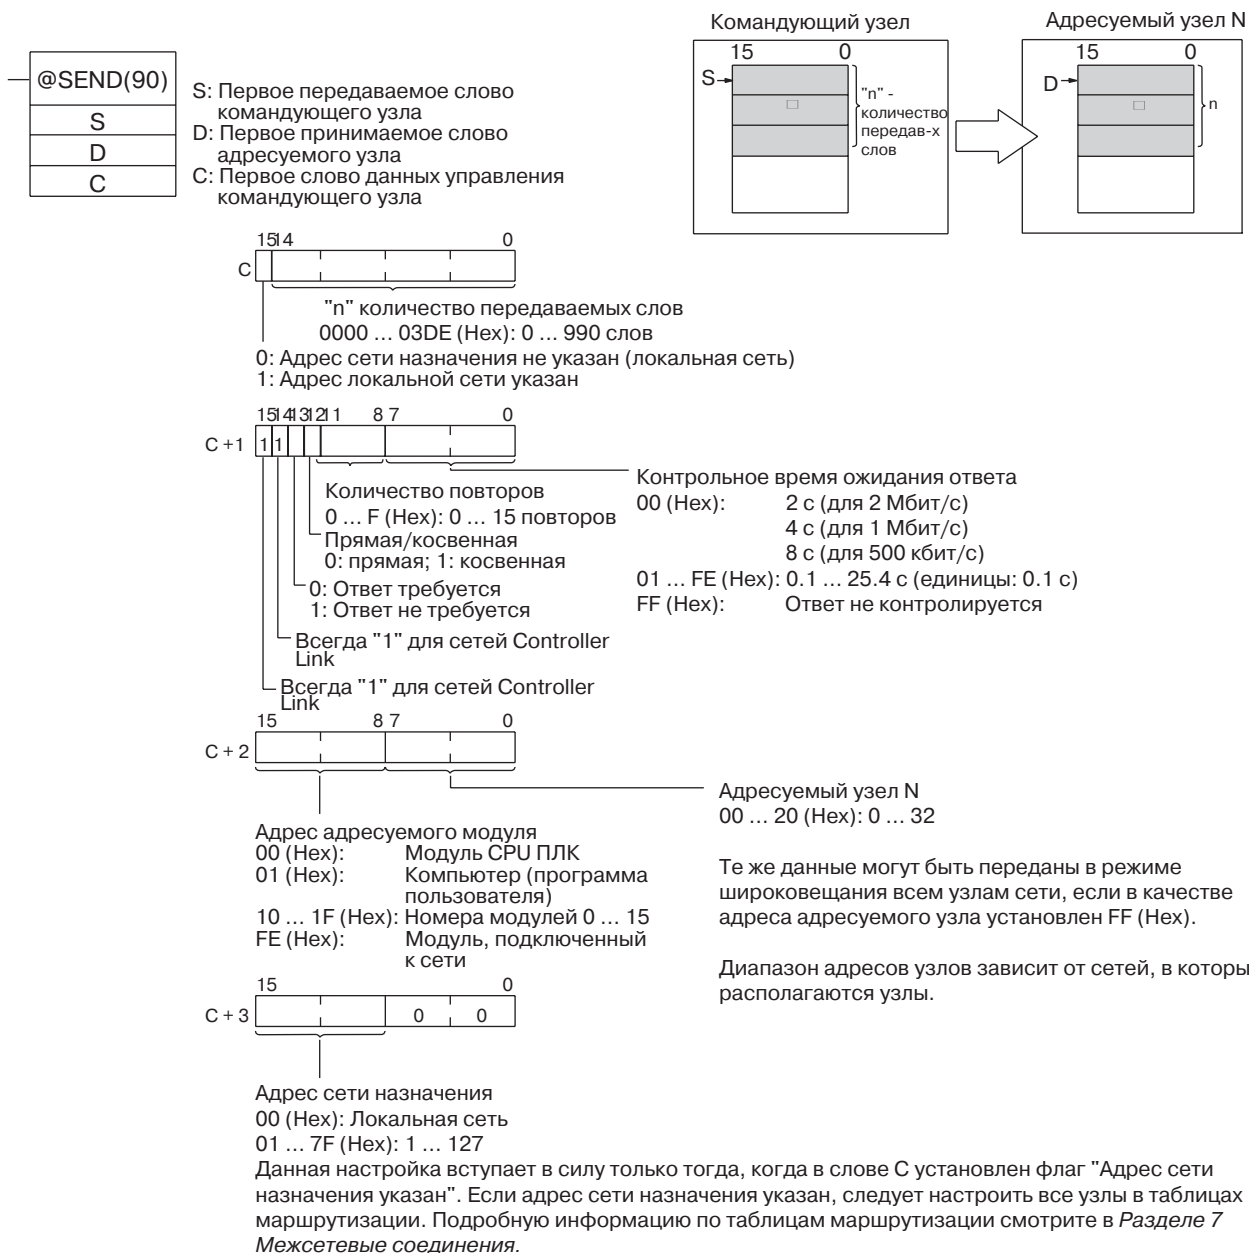 Командующий узел
Адресуемый узел N
@SEND(90)
S
D
C
S: Первое передаваемое слово
командующего узла
D: Первое принимаемое слово
адресуемого узла
C: Первое слово данных управления
командующего узла
15 0
S
"n" -
количество
передав-х
слов
15 0
D
n
15 14 0
C
"n" количество передаваемых слов
0000 ... 03DE (Hex): 0 ... 990 слов
0: Адрес сети назначения не указан (локальная сеть)
1: Адрес локальной сети указан
15 14 13 12 11 8 7 0
C +1
1 1
Количество повторов
0 ... F (Hex): 0 ... 15 повторов
Прямая/косвенная
0: прямая; 1: косвенная
0: Ответ требуется
1: Ответ не требуется
Всегда "1" для сетей Controller
Link
Всегда "1" для сетей Controller
Link
Контрольное время ожидания ответа
00 (Hex): 2 с (для 2 Мбит/с)
4 с (для 1 Мбит/с)
8 с (для 500 кбит/с)
01 ... FE (Hex): 0.1 ... 25.4 с (единицы: 0.1 с)
FF (Hex): Ответ не контролируется
15 8 7 0
C + 2
Адрес адресуемого модуля
00 (Hex): Модуль CPU ПЛК
01 (Hex): Компьютер (программа
пользователя)
10 ... 1F (Hex): Номера модулей 0 ... 15
FE (Hex): Модуль, подключенный
к сети
Адресуемый узел N
00 ... 20 (Hex): 0 ... 32
Те же данные могут быть переданы в режиме
широковещания всем узлам сети, если в качестве
адреса адресуемого узла установлен FF (Hex).
Диапазон адресов узлов зависит от сетей, в которы
располагаются узлы.
15 0
C + 3
0 0
Адрес сети назначения
00 (Hex): Локальная сеть
01 ... 7F (Hex): 1 ... 127
Данная настройка вступает в силу только тогда, когда в слове C установлен флаг "Адрес сети
назначения указан". Если адрес сети назначения указан, следует настроить все узлы в таблицах
маршрутизации. Подробную информацию по таблицам маршрутизации смотрите в Разделе 7
Межсетевые соединения.